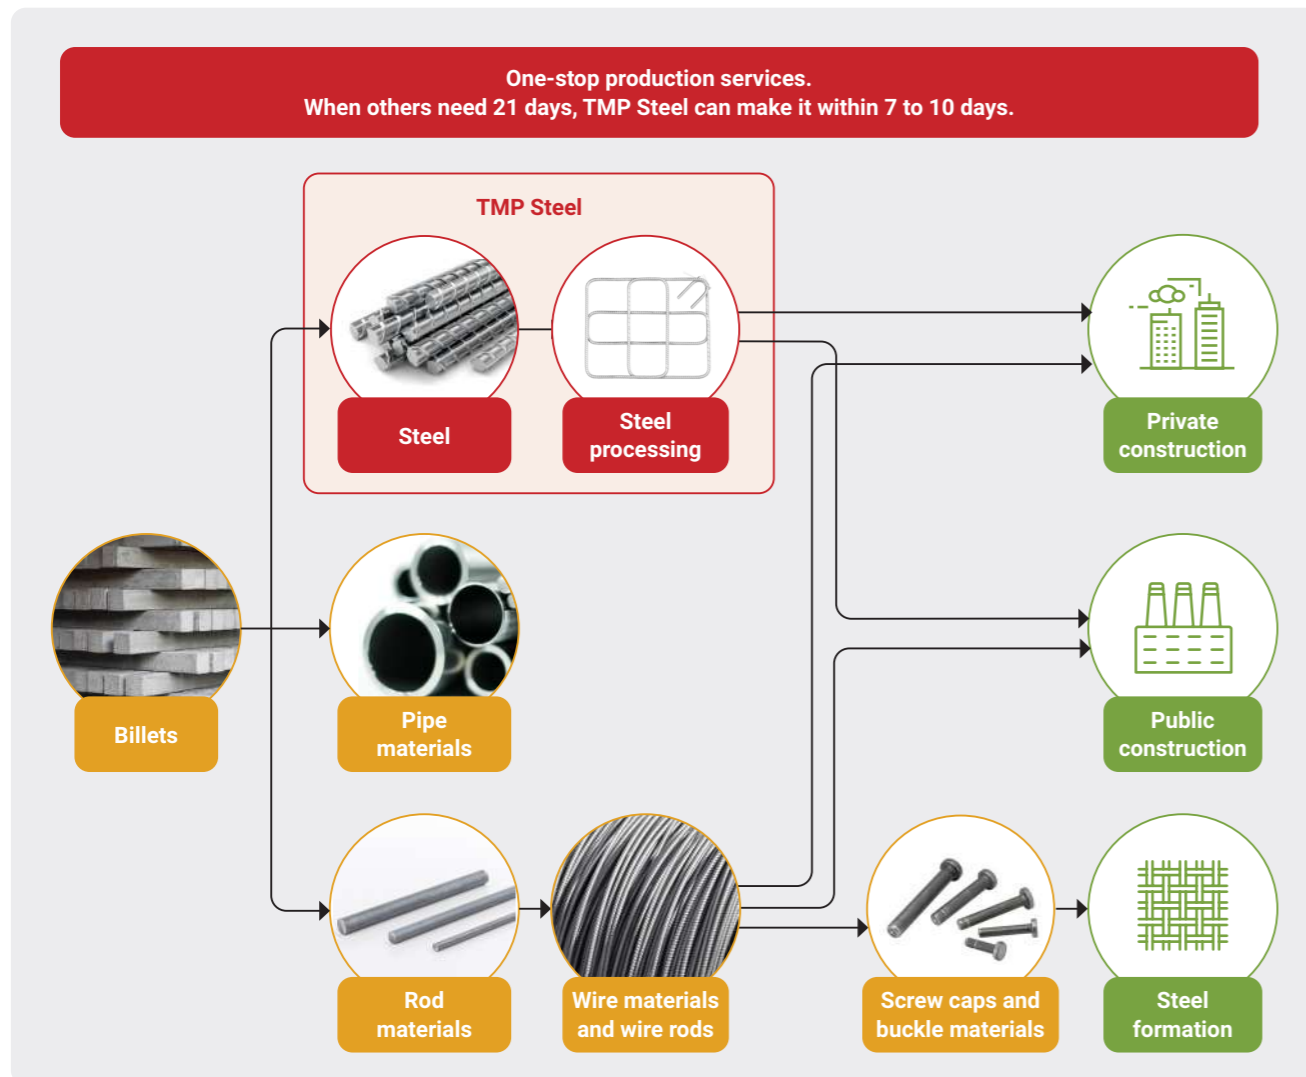 One-stop production services.
When others need 21 days, TMP Steel can make it within 7 to 10 days.
TMP Steel
Steel
Steel
processing
Private
construction
Billets
Pipe
materials
Public
construction
Rod
materials
Wire materials
and wire rods
Screw caps and
buckle materials
Steel
formation